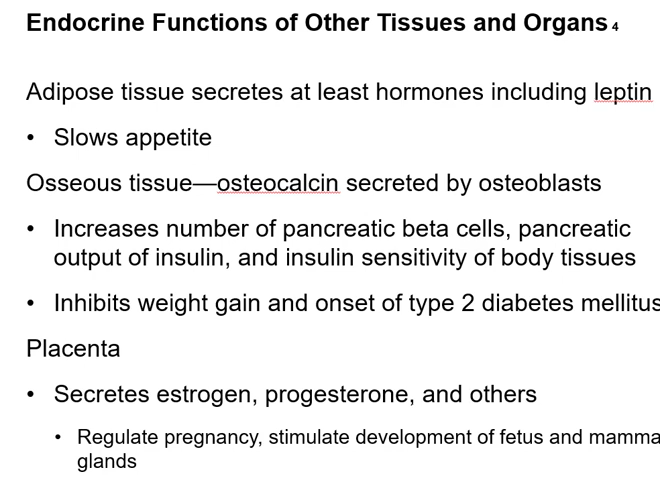 Endocrine Functions of Other Tissues and Organs 4
Adipose tissue secretes at least hormones including leptin
• Slows appetite
Osseous tissue—osteocalcin secreted by osteoblasts
• Increases number of pancreatic beta cells, pancreatic
output of insulin, and insulin sensitivity of body tissues
• Inhibits weight gain and onset of type 2 diabetes mellitus
Placenta
• Secretes estrogen, progesterone, and others
• Regulate pregnancy, stimulate development of fetus and mamma
glands